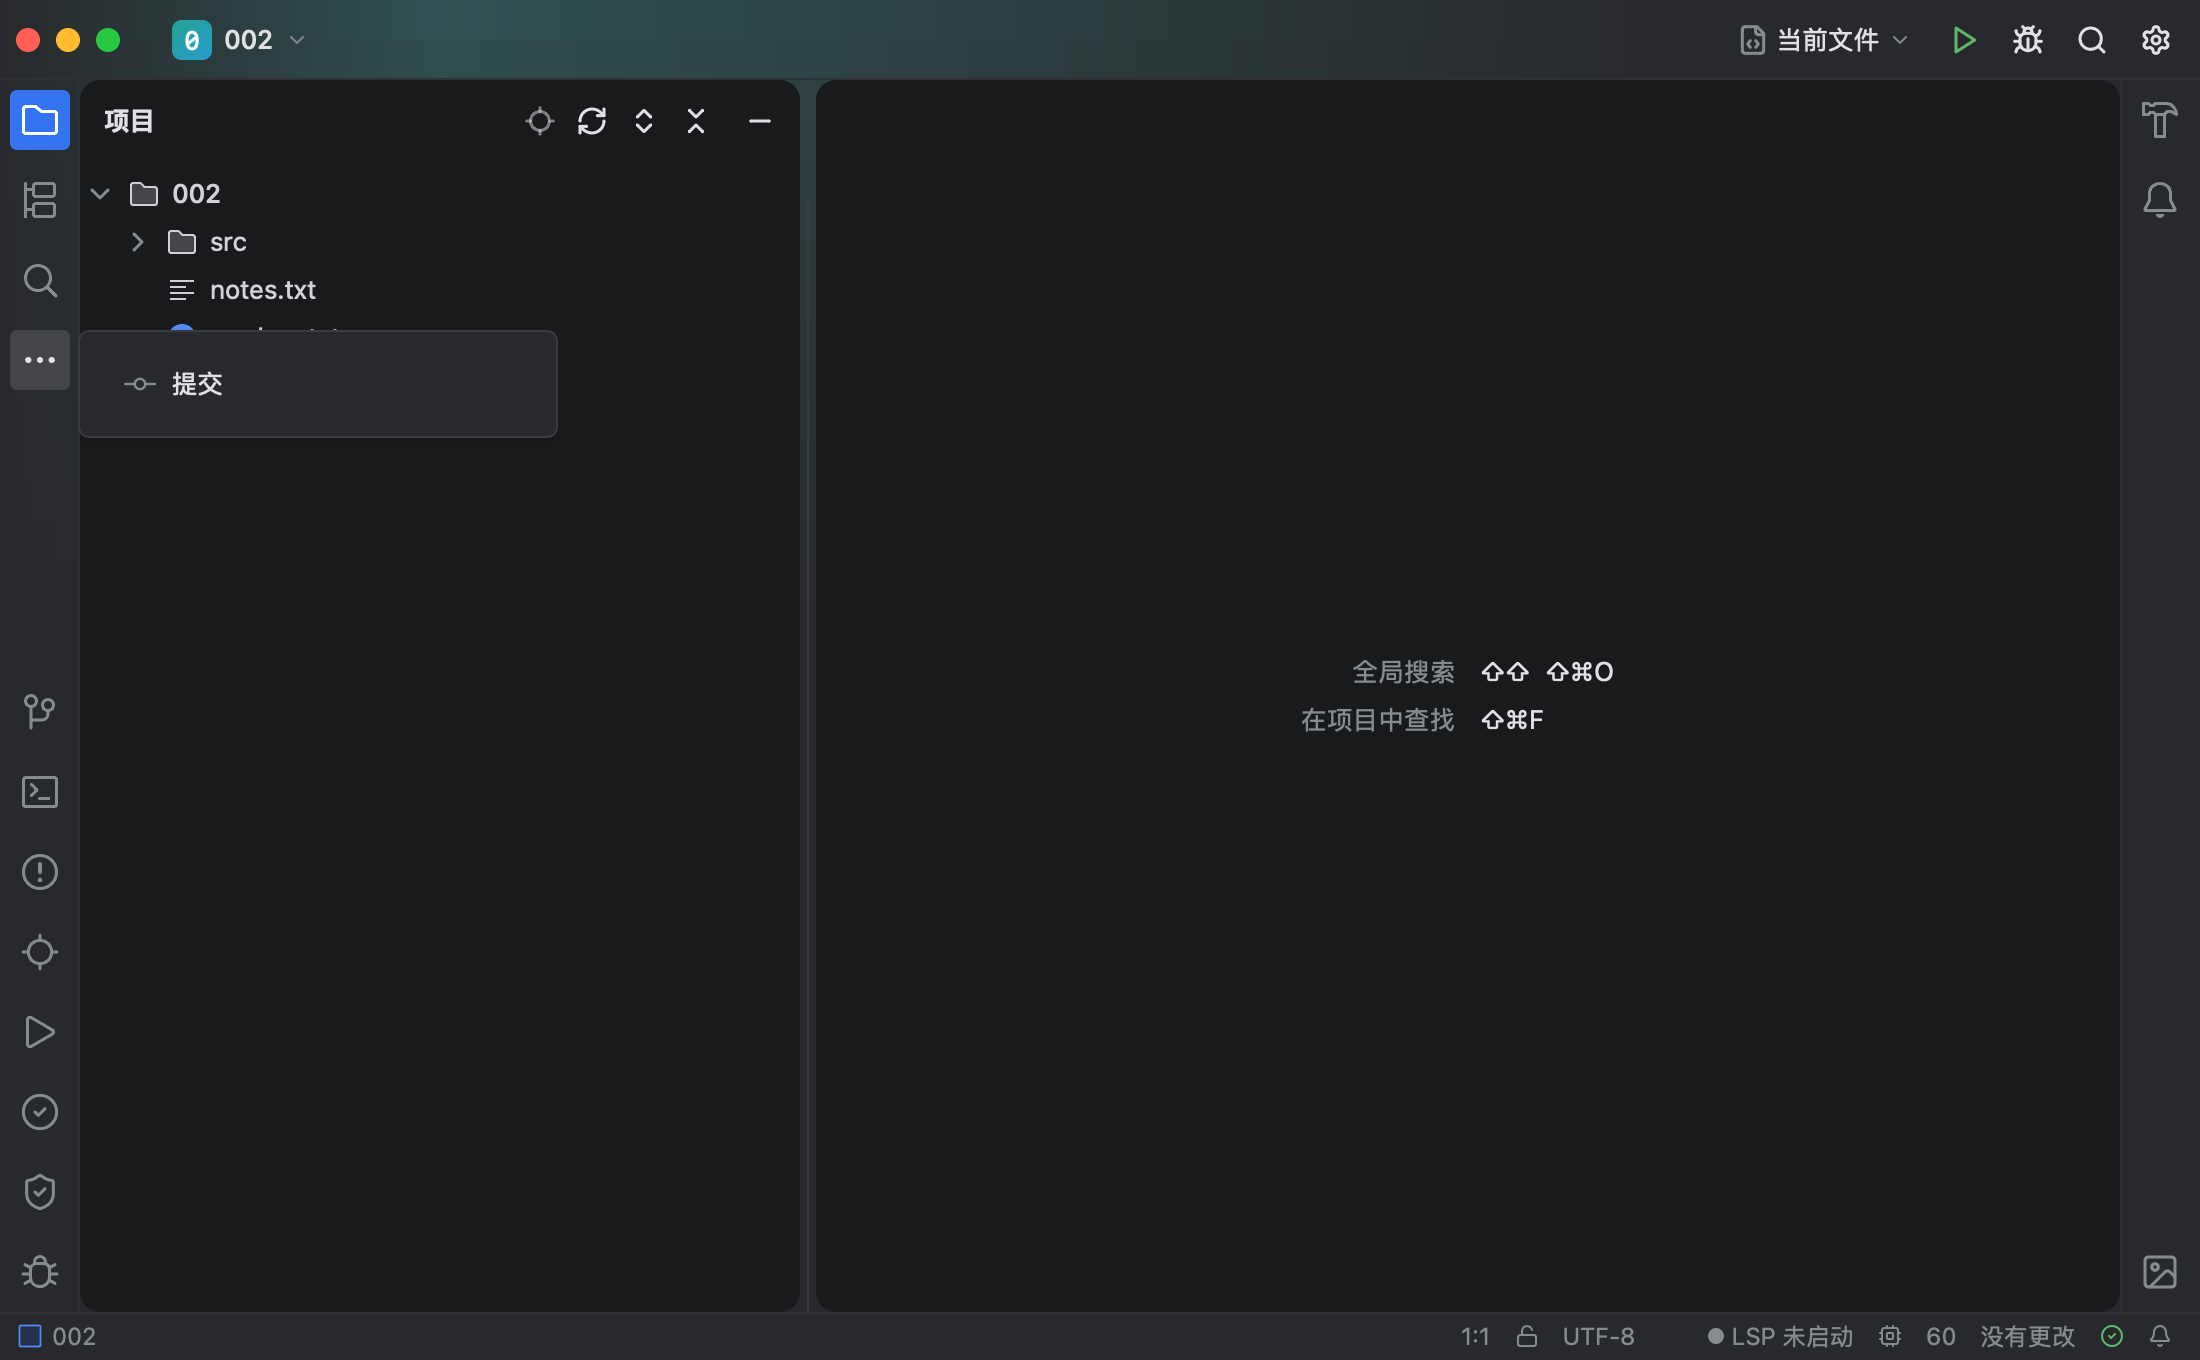 0 002
当前文件
项目
002
src
notes.txt
提交
全局搜索 ⇧⇧ ⇧⌘O
在项目中查找 ⇧⌘F
002
1:1
UTF-8
LSP 未启动
60
没有更改